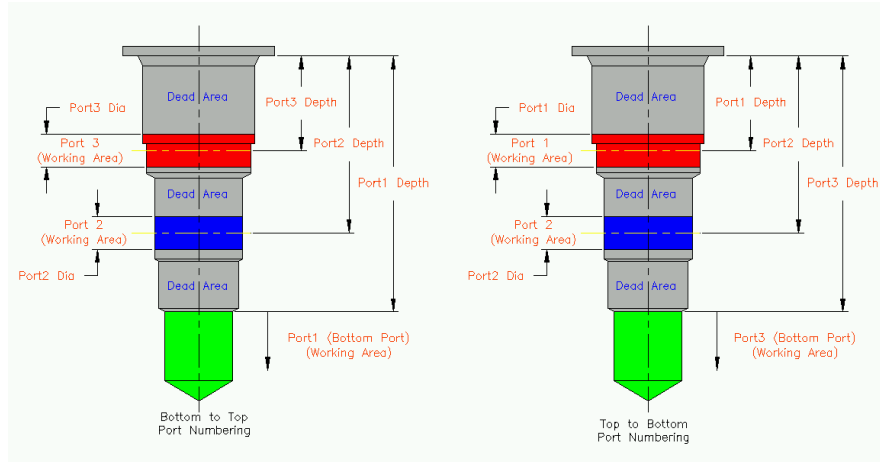 Dead Area
Port3 Dia
Port3 Depth
Port 3
(Working Area)
Port2 Depth
Port1 Depth
Dead Area
Port 2
(Working Area)
Port2 Dia
Dead Area
Port1 (Bottom Port)
(Working Area)
Bottom to Top
Port Numbering
Dead Area
Port1 Dia
Port1 Depth
Port 1
(Working Area)
Port2 Depth
Port3 Depth
Dead Area
Port 2
(Working Area)
Port2 Dia
Dead Area
Port3 (Bottom Port)
(Working Area)
Top to Bottom
Port Numbering